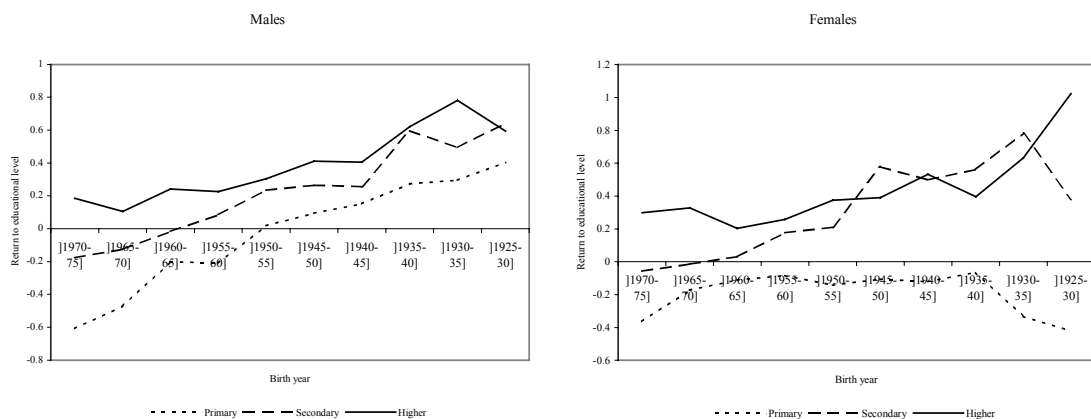 Males
1
0.8
0.6
0.4
0.2
0
-0.2
-0.4
-0.6
-0.8
Return to educational level
]1970- ]1965- ]1960- ]1955- ]1950- ]1945- ]1940- ]1935- ]1930- ]1925-
75] 70] 65] 60] 55] 50] 45] 40] 35] 30]
Birth year
Primary Secondary Higher
Females
1.2
1
0.8
0.6
0.4
0.2
0
-0.2
-0.4
-0.6
Return to educational level
]1970- ]1965- ]1960- ]1955- ]1950- ]1945- ]1940- ]1935- ]1930- ]1925-
75] 70] 65] 60] 55] 50] 45] 40] 35] 30]
Birth year
Primary Secondary Higher